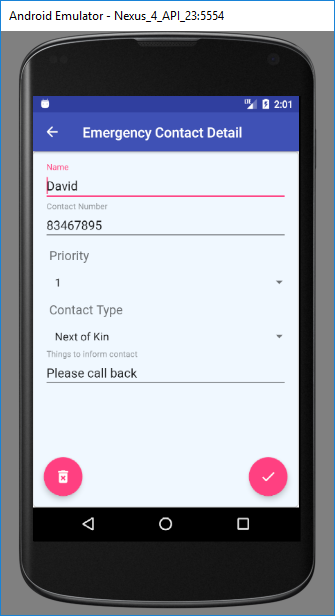 Android Emulator - Nexus_4_API_23:5554
2:01
Emergency Contact Detail
Name
David
Contact Number
83467895
Priority
1
Contact Type
Next of Kin
Things to inform contact
Please call back